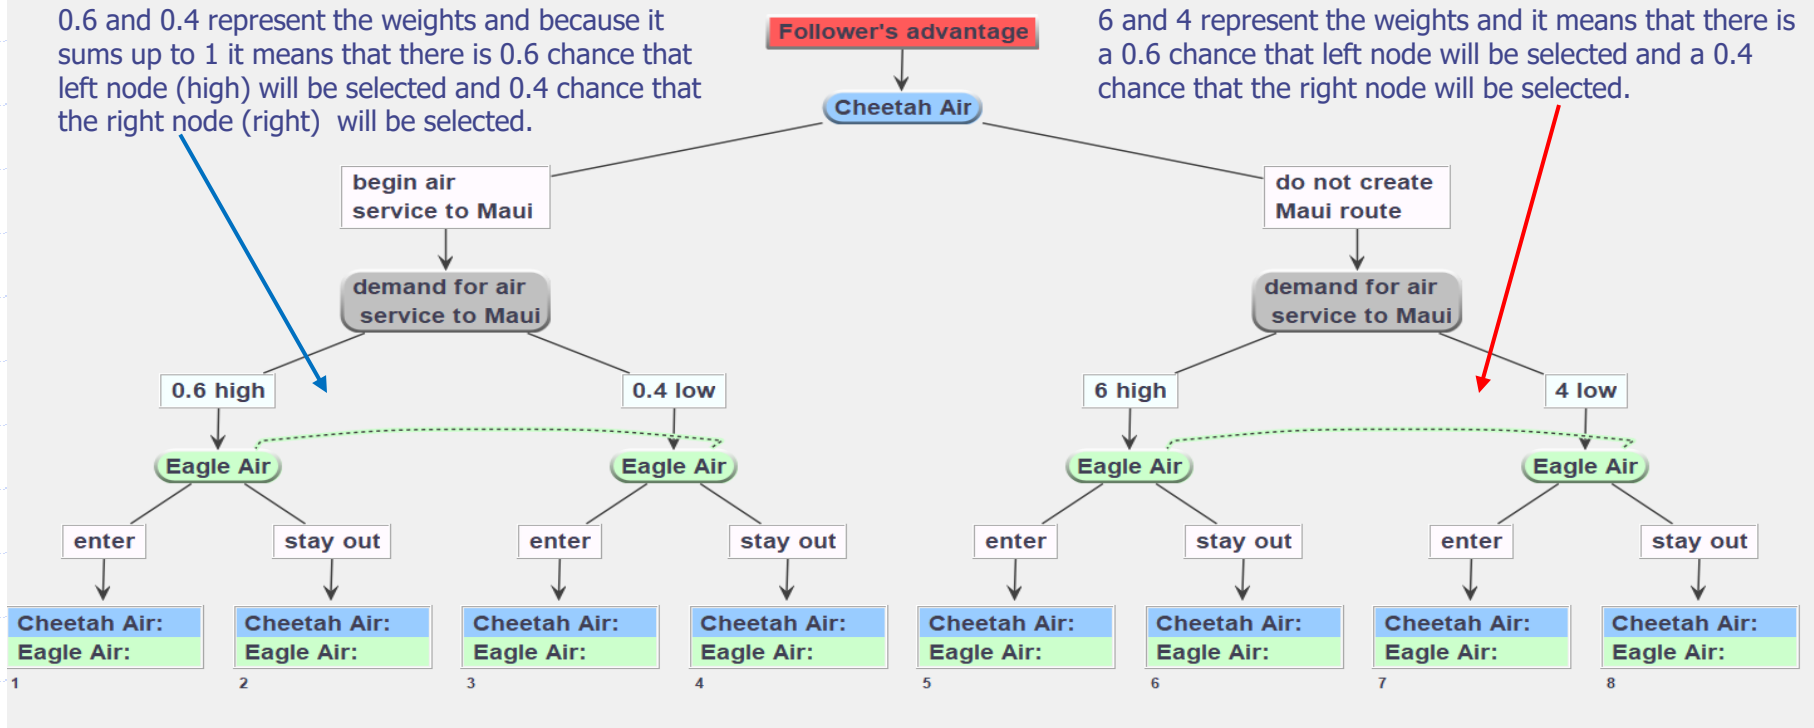 0.6 and 0.4 represent the weights and because it
sums up to 1 it means that there is 0.6 chance that
left node (high) will be selected and 0.4 chance that
the right node (right)  will be selected.
Follower's advantage
6 and 4 represent the weights and it means that there is
a 0.6 chance that left node will be selected and a 0.4
chance that the right node will be selected.
Cheetah Air
begin air
service to Maui
do not create
Maui route
demand for air
service to Maui
demand for air
service to Maui
0.6 high
0.4 low
6 high
4 low
Eagle Air
Eagle Air
Eagle Air
Eagle Air
enter
stay out
enter
stay out
enter
stay out
enter
stay out
Cheetah Air:
Eagle Air:
1
Cheetah Air:
Eagle Air:
2
Cheetah Air:
Eagle Air:
3
Cheetah Air:
Eagle Air:
4
Cheetah Air:
Eagle Air:
5
Cheetah Air:
Eagle Air:
6
Cheetah Air:
Eagle Air:
7
Cheetah Air:
Eagle Air:
8